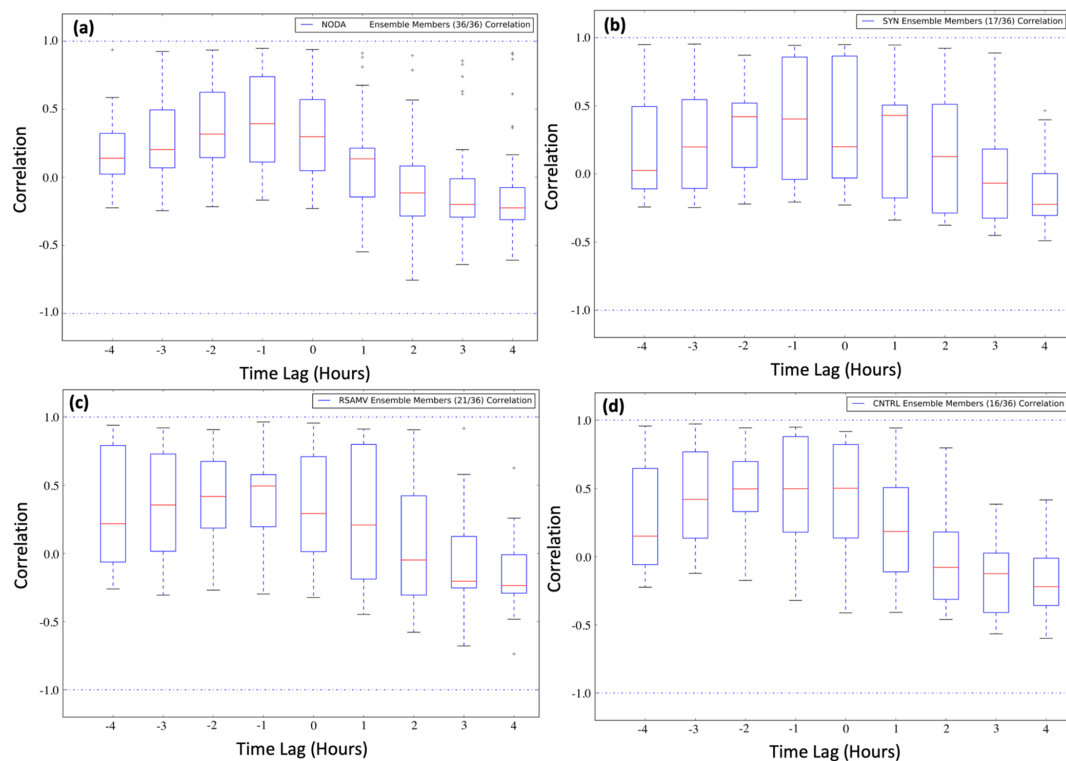 (a)
NODA Ensemble Members (36/36) Correlation
1.0
0.5
0.0
-0.5
-1.0
Correlation
-4 -3 -2 -1 0 1 2 3 4
Time Lag (Hours)
(b)
SYN Ensemble Members (17/36) Correlation
1.0
0.5
0.0
-0.5
-1.0
Correlation
-4 -3 -2 -1 0 1 2 3 4
Time Lag (Hours)
(c)
RSAMV Ensemble Members (21/36) Correlation
1.0
0.5
0.0
-0.5
-1.0
Correlation
-4 -3 -2 -1 0 1 2 3 4
Time Lag (Hours)
(d)
CNTRL Ensemble Members (16/36) Correlation
1.0
0.5
0.0
-0.5
-1.0
Correlation
-4 -3 -2 -1 0 1 2 3 4
Time Lag (Hours)